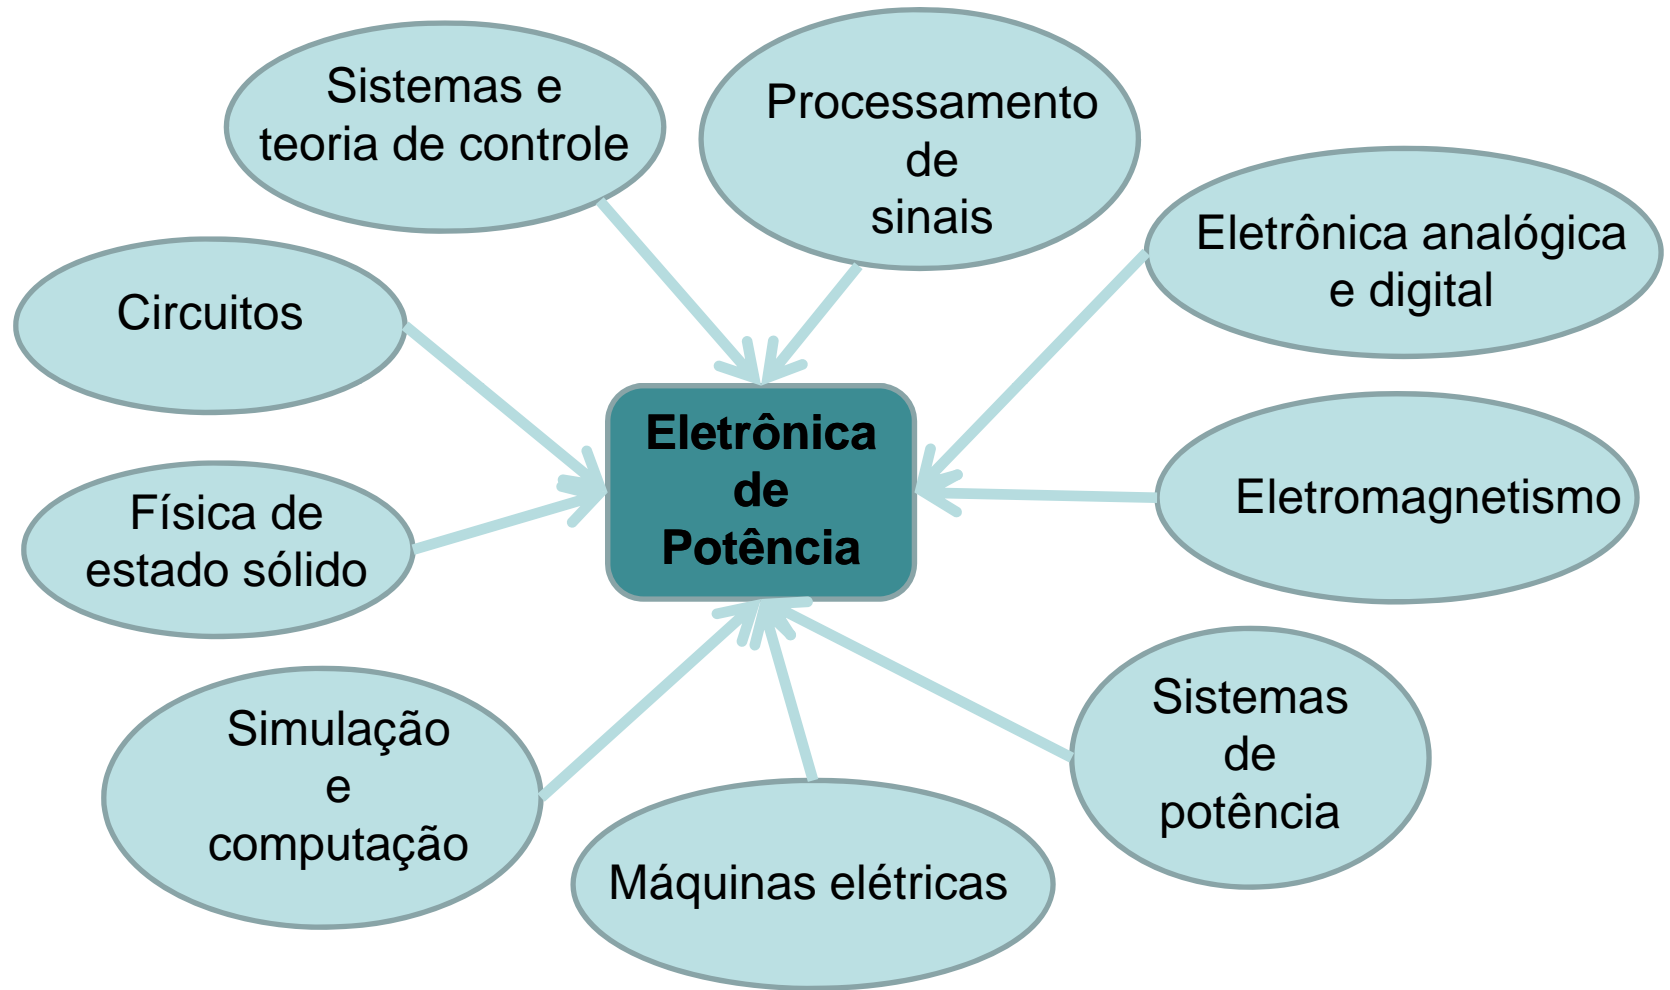 Sistemas e
teoria de controle
Processamento
de
sinais
Eletrônica analógica
e digital
Circuitos
Eletrônica
de
Potência
Eletromagnetismo
Física de
estado sólido
Sistemas
de
potência
Simulação
e
computação
Máquinas elétricas